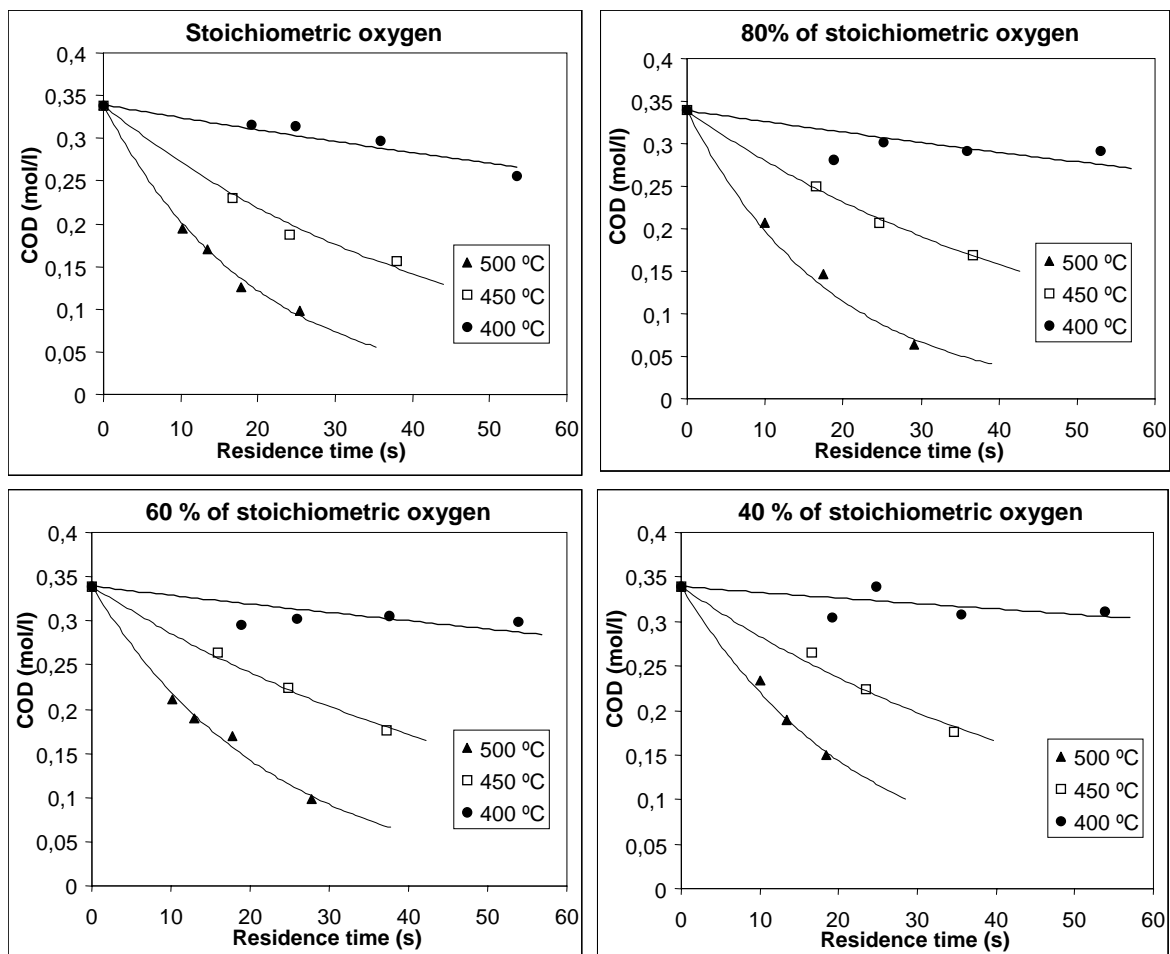 Stoichiometric oxygen
COD (mol/l)
0,4
0,35
0,3
0,25
0,2
0,15
0,1
0,05
0
0 10 20 30 40 50 60
Residence time (s)
500 ºC
450 ºC
400 ºC
80% of stoichiometric oxygen
COD (mol/l)
0,4
0,35
0,3
0,25
0,2
0,15
0,1
0,05
0
0 10 20 30 40 50 60
Residence time (s)
500 ºC
450 ºC
400 ºC
60 % of stoichiometric oxygen
COD (mol/l)
0,4
0,35
0,3
0,25
0,2
0,15
0,1
0,05
0
0 10 20 30 40 50 60
Residence time (s)
500 ºC
450 ºC
400 ºC
40 % of stoichiometric oxygen
COD (mol/l)
0,4
0,35
0,3
0,25
0,2
0,15
0,1
0,05
0
0 10 20 30 40 50 60
Residence time (s)
500 ºC
450 ºC
400 ºC